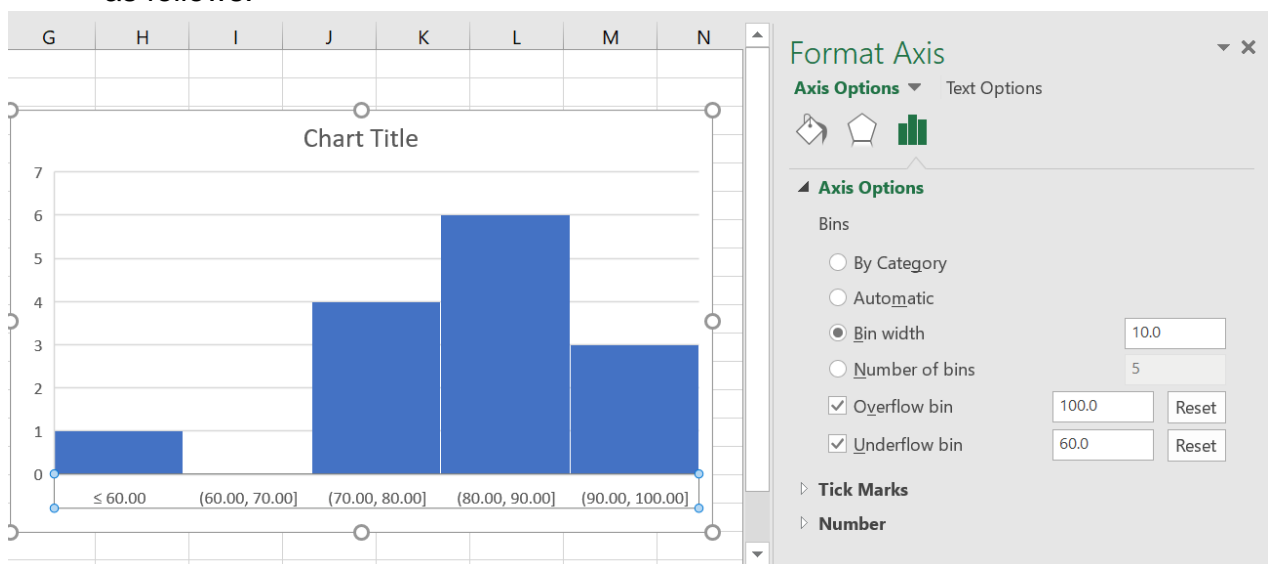 as follows:
G H I J K L M N
Chart Title
7
6
5
4
3
2
1
0
≤ 60.00 (60.00, 70.00] (70.00, 80.00] (80.00, 90.00] (90.00, 100.00]
Format Axis
Axis Options Text Options
Axis Options
Bins
By Category
Automatic
Bin width 10.0
Number of bins 5
Overflow bin 100.0 Reset
Underflow bin 60.0 Reset
Tick Marks
Number